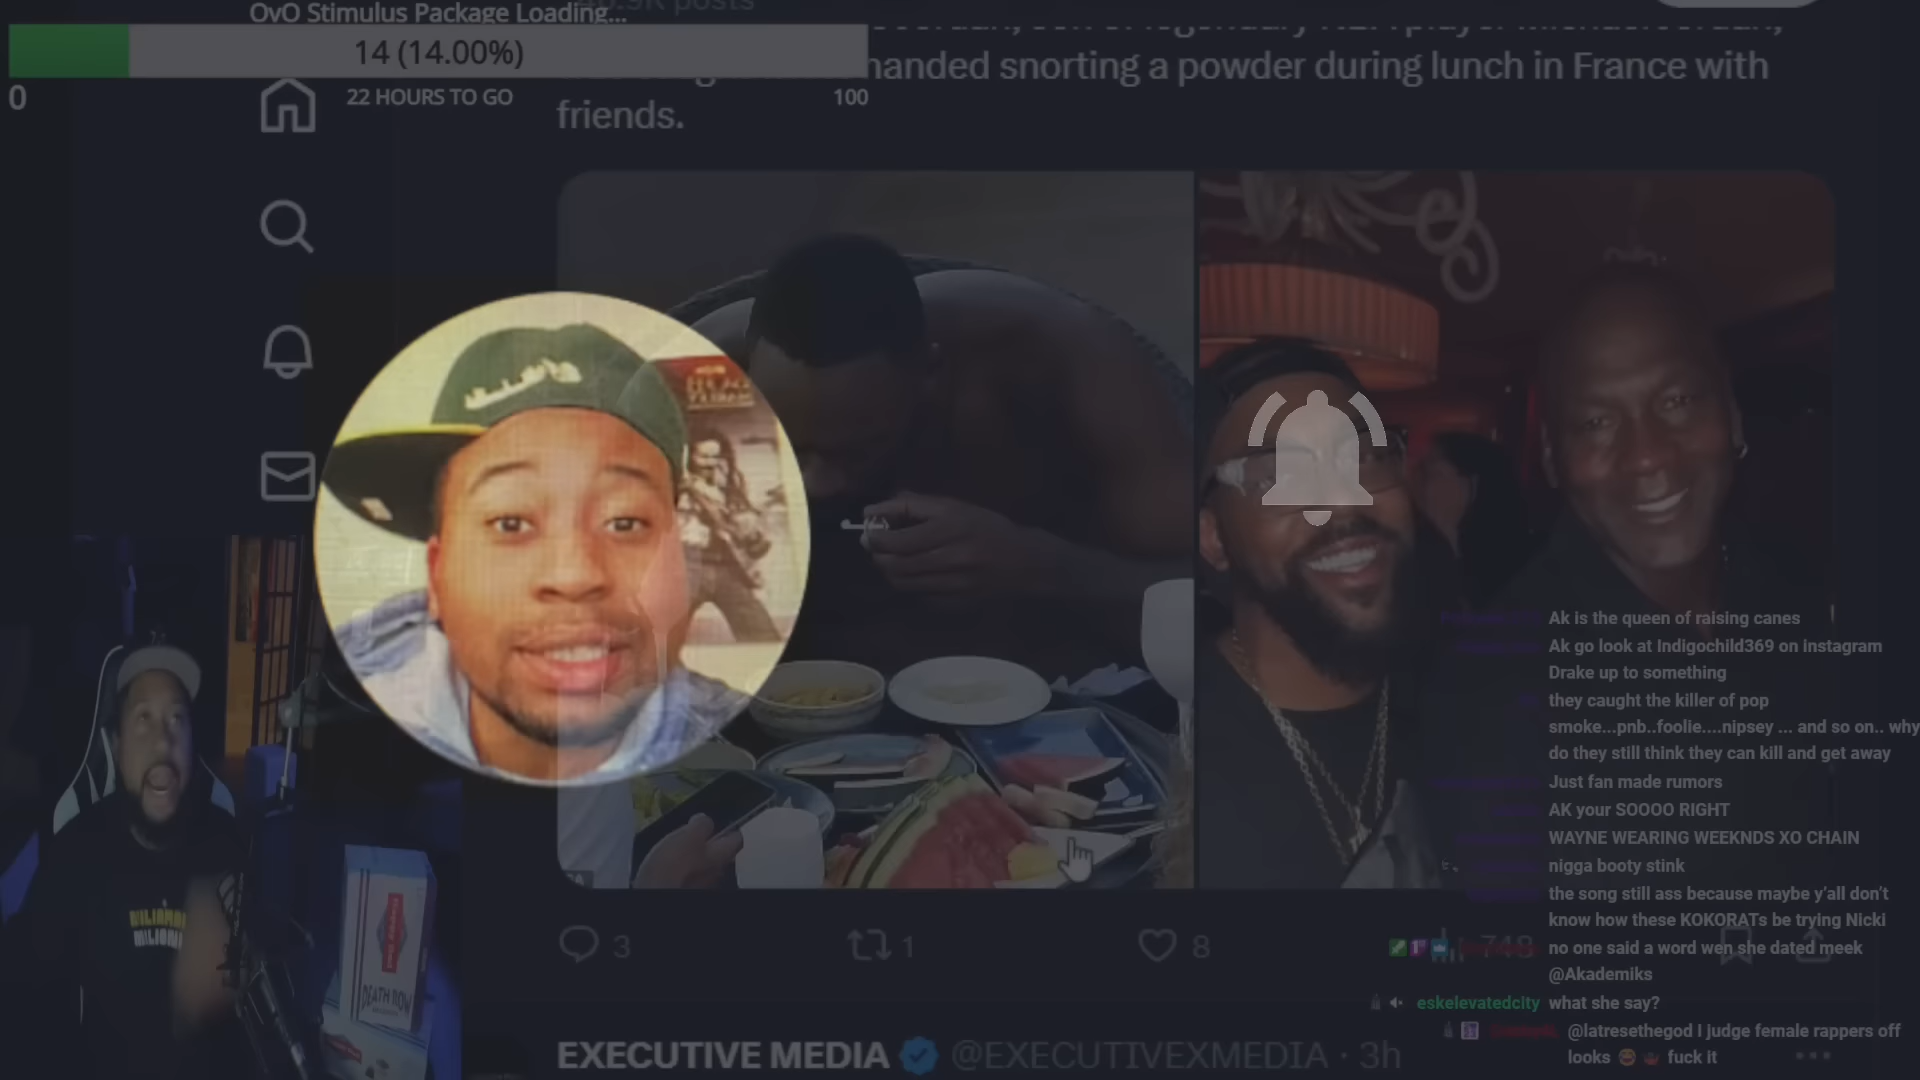 OvO Stimulus Package Loading...
posts
14 (14.00%)
0
22 HOURS TO GO
100
handed snorting a powder during lunch in France with
friends.
Ak is the queen of raising canes
Ak go look at Indigochild369 on Instagram
Drake up to something
they caught the killer of pop
smoke...pnb..foolie....nipsey ... and so on.. why
do they still think they can kill and get away
Just fan made rumors
AK your SOOOO RIGHT
WAYNE WEARING WEEKNDS XO CHAIN
nigga booty stink
the song still ass because maybe y'all don't
know how these KOKORATs be trying Nicki
no one said a word wen she dated meek
@Akademiks
eskelevatedcity what she say?
@latresethegod I judge female rappers off
looks fuck it
3
1
8
748
DEATH ROW
EXECUTIVE MEDIA @EXECUTIVEXMEDIA · 3h